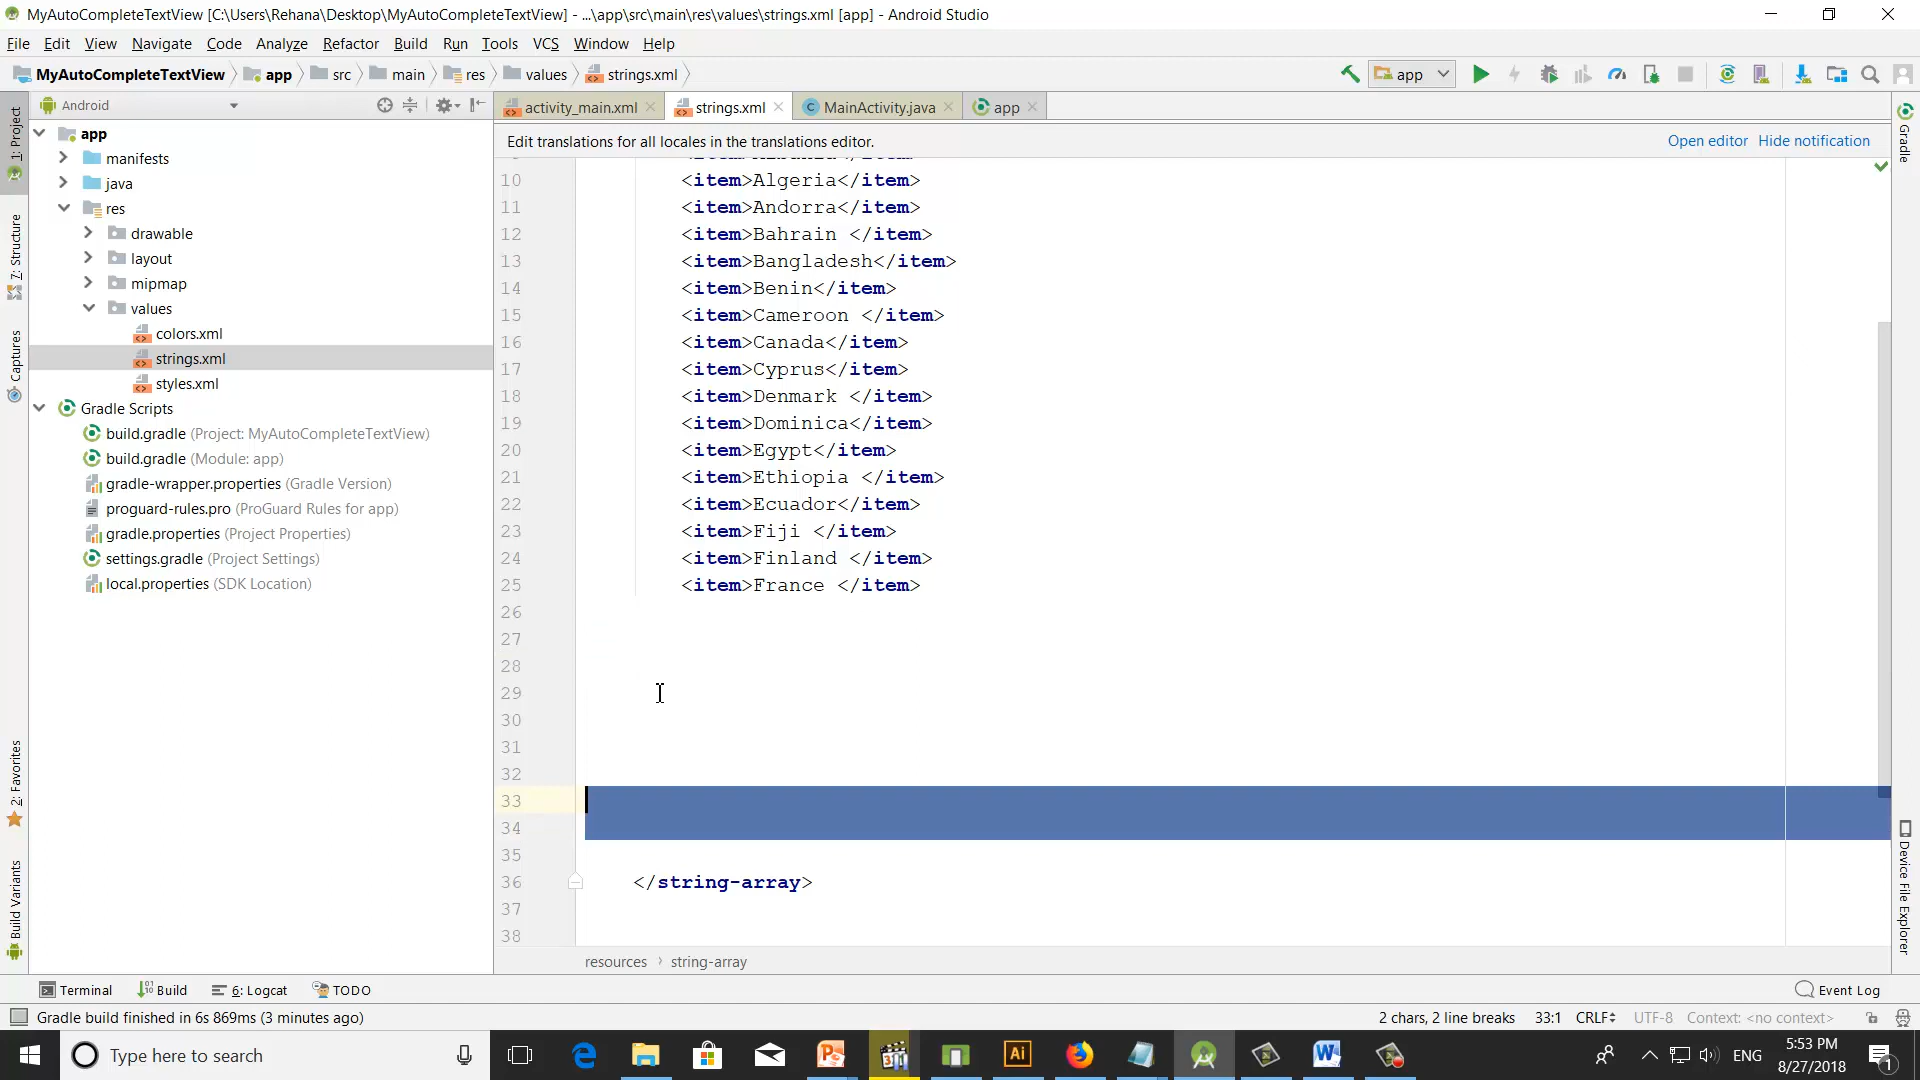 MyAutoCompleteTextView [C:\Users\Rehana\Desktop\MyAutoCompleteTextView] - ...\app\src\main\res\values\strings.xml [app] - Android Studio
File Edit View Navigate Code Analyze Refactor Build Run Tools VCS Window Help
MyAutoCompleteTextView app src main res values strings.xml app
1: Project
7: Structure
Captures
2: Favorites
Build Variants
Android
app
manifests
java
res
drawable
layout
mipmap
values
colors.xml
strings.xml
styles.xml
Gradle Scripts
build.gradle (Project: MyAutoCompleteTextView)
build.gradle (Module: app)
gradle-wrapper.properties (Gradle Version)
proguard-rules.pro (ProGuard Rules for app)
gradle.properties (Project Properties)
settings.gradle (Project Settings)
local.properties (SDK Location)
activity_main.xml strings.xml MainActivity.java app
Edit translations for all locales in the translations editor. Open editor Hide notification
10 <item>Algeria</item>
11 <item>Andorra</item>
12 <item>Bahrain </item>
13 <item>Bangladesh</item>
14 <item>Benin</item>
15 <item>Cameroon </item>
16 <item>Canada</item>
17 <item>Cyprus</item>
18 <item>Denmark </item>
19 <item>Dominica</item>
20 <item>Egypt</item>
21 <item>Ethiopia </item>
22 <item>Ecuador</item>
23 <item>Fiji </item>
24 <item>Finland </item>
25 <item>France </item>
26
27
28
29
30
31
32
33
34
35
36 </string-array>
37
38
resources › string-array
Gradle
Device File Explorer
Terminal Build 6: Logcat TODO Event Log
Gradle build finished in 6s 869ms (3 minutes ago) 2 chars, 2 line breaks 33:1 CRLF UTF-8 Context: <no context>
Type here to search ENG 5:53 PM
8/27/2018 1